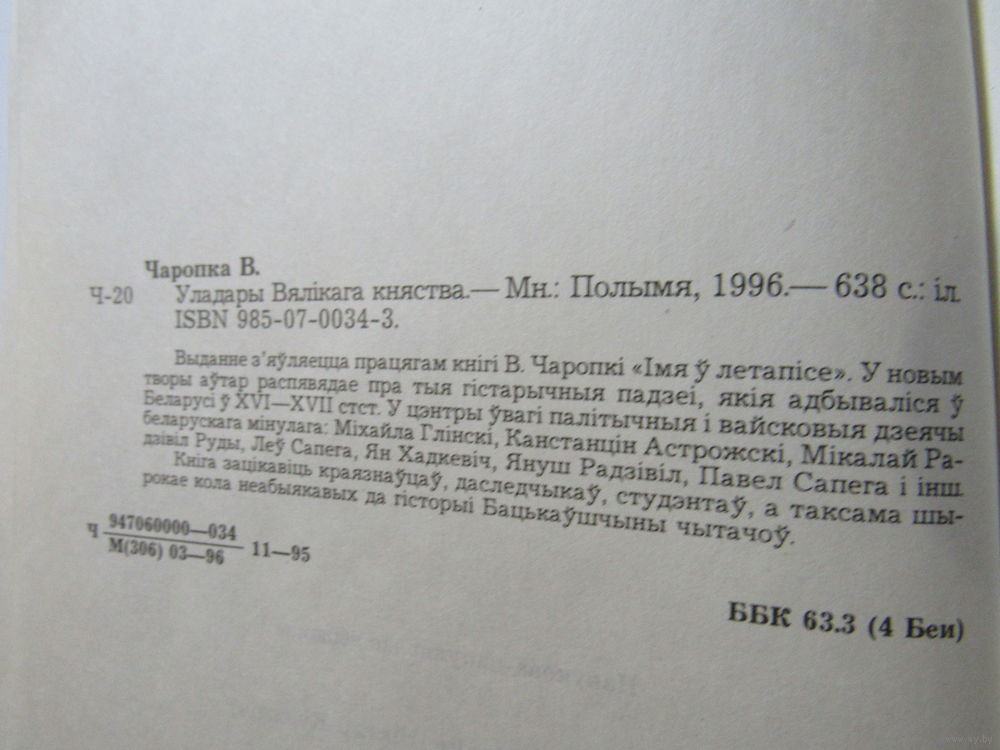 Чаропка В.
Ч-20 Уладары Вялікага княства.— Мн.: Полымя, 1996.— 638 с.: іл.
ISBN 985-07-0034-3.
Выданне з'яўляецца працягам кнігі В. Чаропкі «Імя ў летапісе». У новым
творы аўтар распявядае пра тыя гістарычныя падзеі, якія адбываліся ў
Беларусі ў XVI—XVII стст. У цэнтры ўвагі палітычныя і вайсковыя дзеячы
беларускага мінулага: Міхайла Глінскі, Канстанцін Астрожскі, Мікалай Ра-
дзівіл Руды, Леў Сапега, Ян Хадкевіч, Януш Радзівіл, Павел Сапега і інш.
Кніга зацікавіць краязнаўцаў, даследчыкаў, студэнтаў, а таксама шы-
рокае кола неабыякавых да гісторыі Бацькаўшчыны чытачоў.
Ч 947060000—034
М(306) 03—96 11—95
ББК 63.3 (4 Беи)
www.ay.by